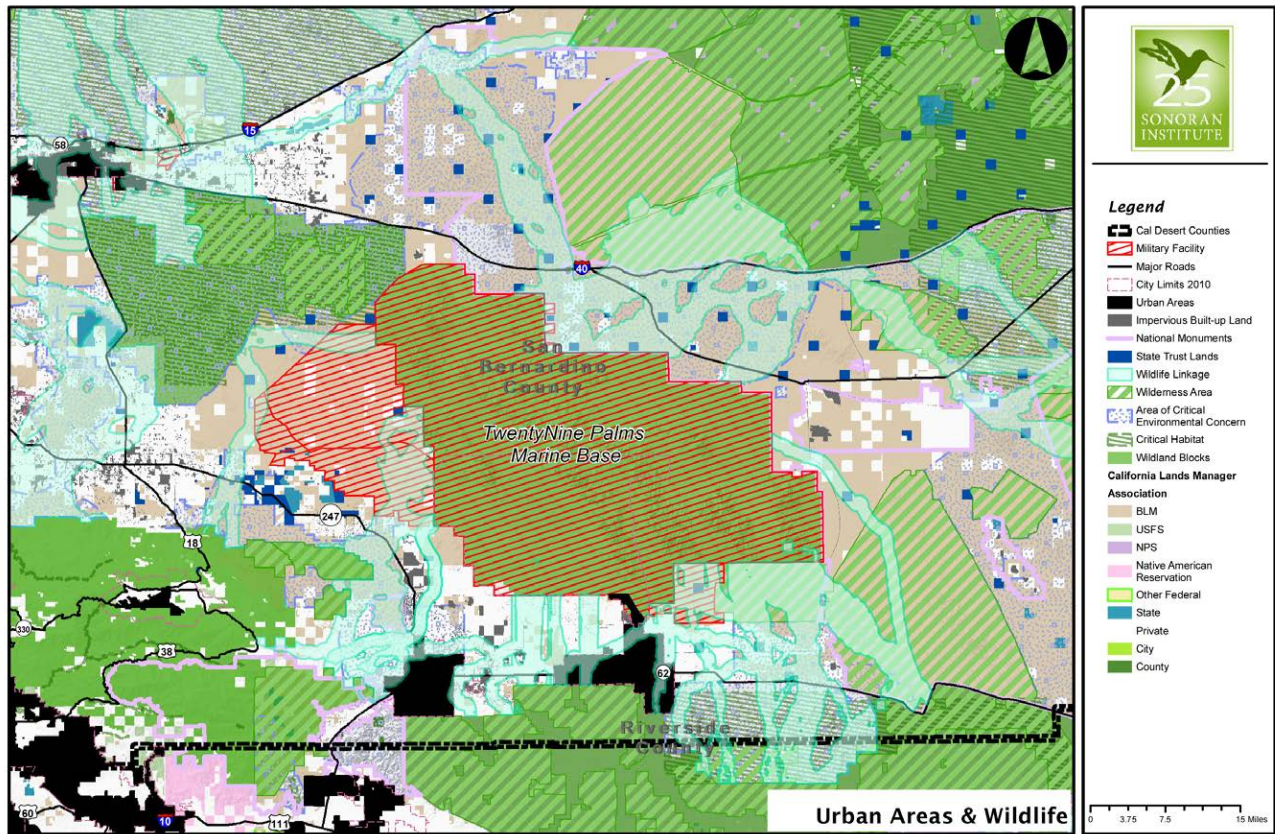 58
15
40
San
Bernardino
County
TwentyNine Palms
Marine Base
247
18
330
38
62
Riverside
County
60
10
111
Urban Areas & Wildlife
25
SONORAN
INSTITUTE
Legend
Cal Desert Counties
Military Facility
Major Roads
City Limits 2010
Urban Areas
Impervious Built-up Land
National Monuments
State Trust Lands
Wildlife Linkage
Wilderness Area
Area of Critical
Environmental Concern
Critical Habitat
Wildland Blocks
California Lands Manager
Association
BLM
USFS
NPS
Native American
Reservation
Other Federal
State
Private
City
County
0 3.75 7.5 15 Miles